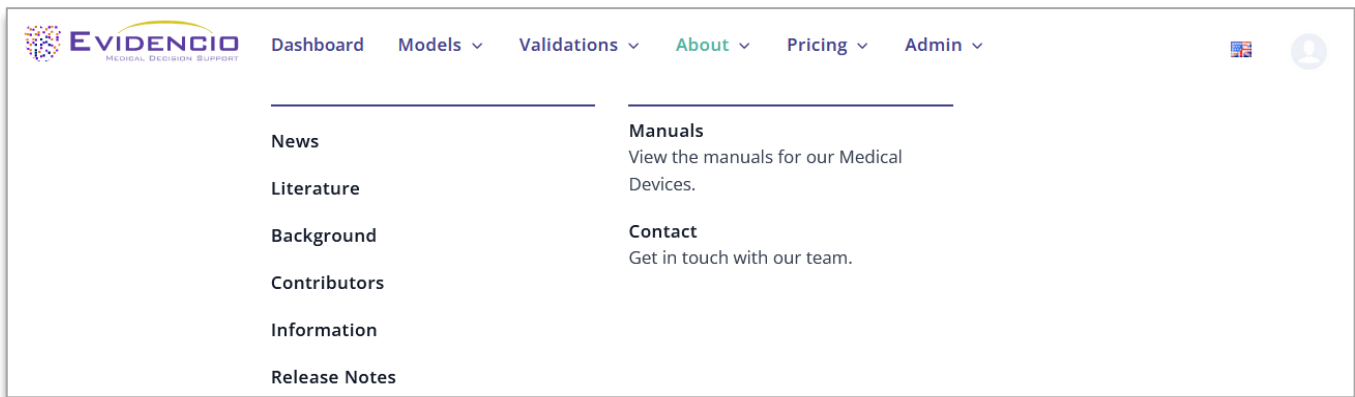 EVIDENCIO
MEDICAL DECISION SUPPORT
Dashboard Models Validations About Pricing Admin
News
Literature
Background
Contributors
Information
Release Notes
Manuals
View the manuals for our Medical
Devices.
Contact
Get in touch with our team.